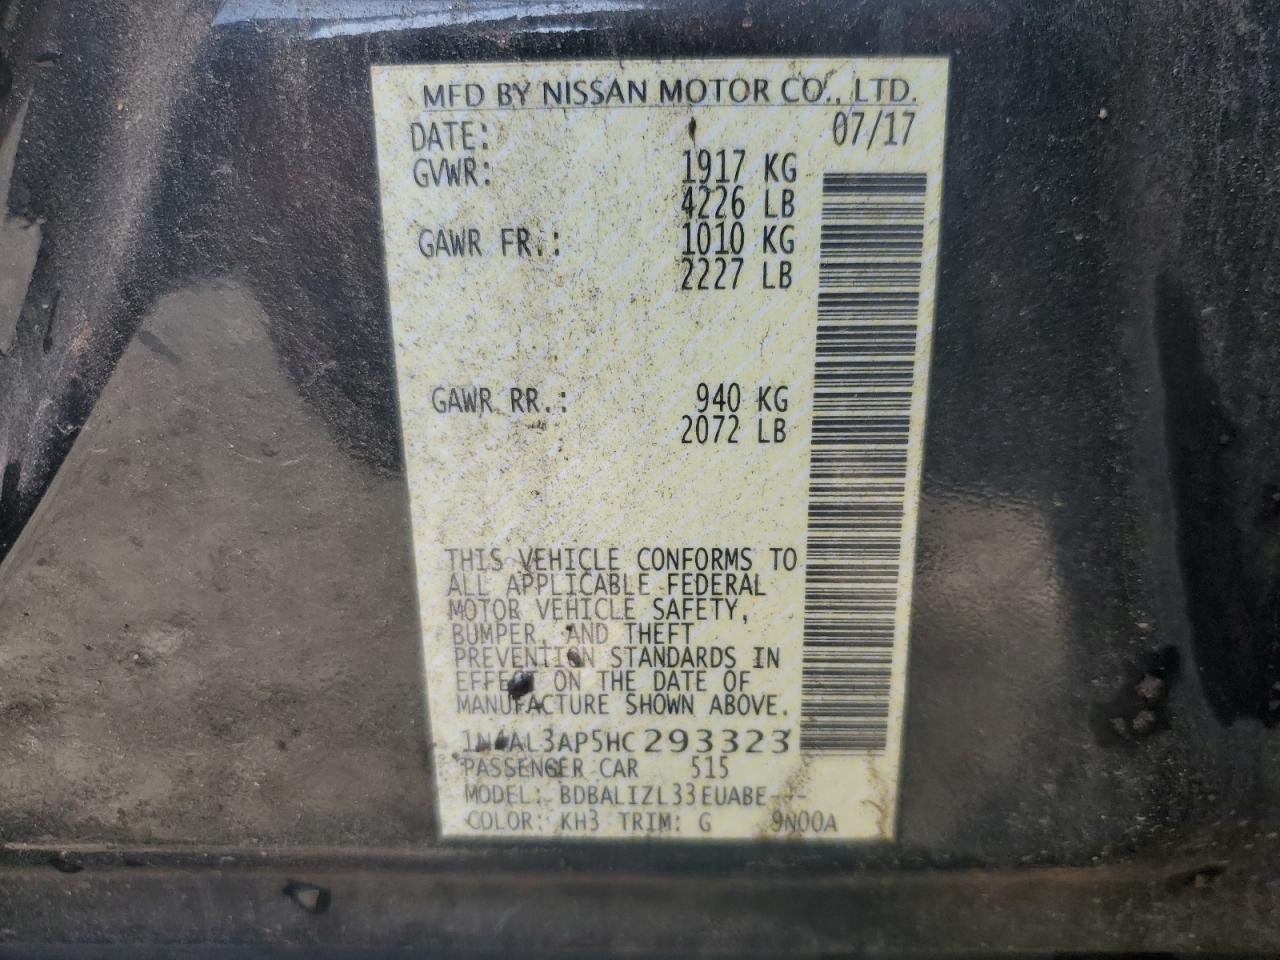 MFD BY NISSAN MOTOR CO., LTD.
DATE: 07/17
GVWR: 1917 KG
4226 LB
GAWR FR.: 1010 KG
2227 LB
GAWR RR.: 940 KG
2072 LB
THIS VEHICLE CONFORMS TO
ALL APPLICABLE FEDERAL
MOTOR VEHICLE SAFETY,
BUMPER, AND THEFT
PREVENTION STANDARDS IN
EFFECT ON THE DATE OF
MANUFACTURE SHOWN ABOVE.
1N4AL3AP5HC293323
PASSENGER CAR 515
MODEL: BDBALIZL33EUABE---
COLOR: KH3 TRIM: G 9N00A